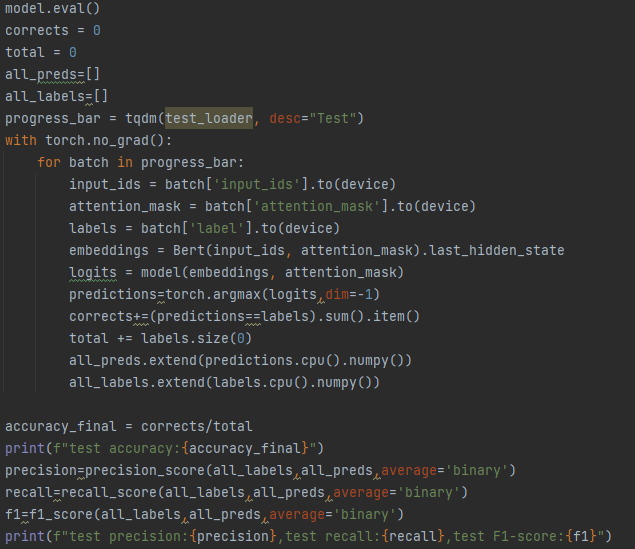 model.eval()
corrects = 0
total = 0
all_preds=[]
all_labels=[]
progress_bar = tqdm(test_loader, desc="Test")
with torch.no_grad():
    for batch in progress_bar:
        input_ids = batch['input_ids'].to(device)
        attention_mask = batch['attention_mask'].to(device)
        labels = batch['label'].to(device)
        embeddings = Bert(input_ids, attention_mask).last_hidden_state
        logits = model(embeddings, attention_mask)
        predictions=torch.argmax(logits,dim=-1)
        corrects+=(predictions==labels).sum().item()
        total += labels.size(0)
        all_preds.extend(predictions.cpu().numpy())
        all_labels.extend(labels.cpu().numpy())

accuracy_final = corrects/total
print(f"test accuracy:{accuracy_final}")
precision=precision_score(all_labels,all_preds,average='binary')
recall=recall_score(all_labels,all_preds,average='binary')
f1=f1_score(all_labels,all_preds,average='binary')
print(f"test precision:{precision},test recall:{recall},test F1-score:{f1}")